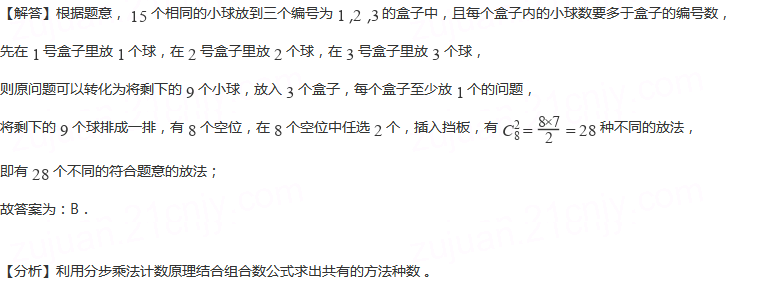 【解答】根据题意， 15 个相同的小球放到三个编号为 1 ,2 ,3 的盒子中，且每个盒子内的小球数要多于盒子的编号数，
先在 1 号盒子里放 1 个球，在 2 号盒子里放 2 个球，在 3 号盒子里放 3 个球，
则原问题可以转化为将剩下的 9 个小球，放入 3 个盒子，每个盒子至少放 1 个的问题，
将剩下的 9 个球排成一排，有 8 个空位，在 8 个空位中任选 2 个，插入挡板，有 $C_8^2 = \frac{8×7}{2} = 28$ 种不同的放法，
即有 28 个不同的符合题意的放法；
故答案为：B．
【分析】利用分步乘法计数原理结合组合数公式求出共有的方法种数 。